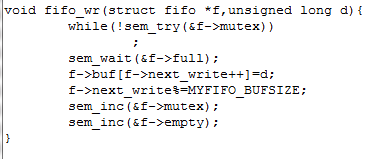 void fifo_wr(struct fifo *f,unsigned long d){
while(!sem_try(&f->mutex))
;
sem_wait(&f->full);
f->buf[f->next_write++]=d;
f->next_write%=MYFIFO_BUFSIZE;
sem_inc(&f->mutex);
sem_inc(&f->empty);
}